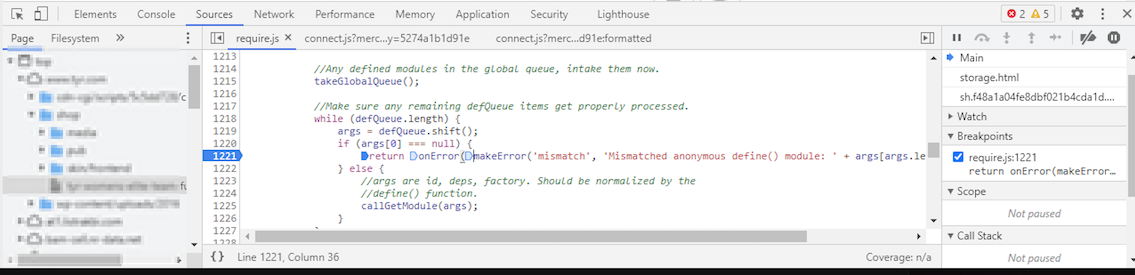 Elements Console Sources Network Performance Memory Application Security Lighthouse 2 5
Page Filesystem
require.js connect.js?merc...y=5274a1b1d91e connect.js?merc...d91e:formatted
top
shop
media
pub
1213
1214 //Any defined modules in the global queue, intake them now.
1215 takeGlobalQueue();
1216
1217 //Make sure any remaining defQueue items get properly processed.
1218 while (defQueue.length) {
1219 args = defQueue.shift();
1220 if (args[0] === null) {
1221 return onError(makeError('mismatch', 'Mismatched anonymous define() module: ' + args[args.le
1222 } else {
1223 //args are id, deps, factory. Should be normalized by the
1224 //define() function.
1225 callGetModule(args);
1226 }
1227
1228
{} Line 1221, Column 36 Coverage: n/a
Main
storage.html
sh.f48a1a04fe8dbf021b4cda1d....
Watch
Breakpoints
require.js:1221
return onError(makeError...
Scope
Not paused
Call Stack
Not paused